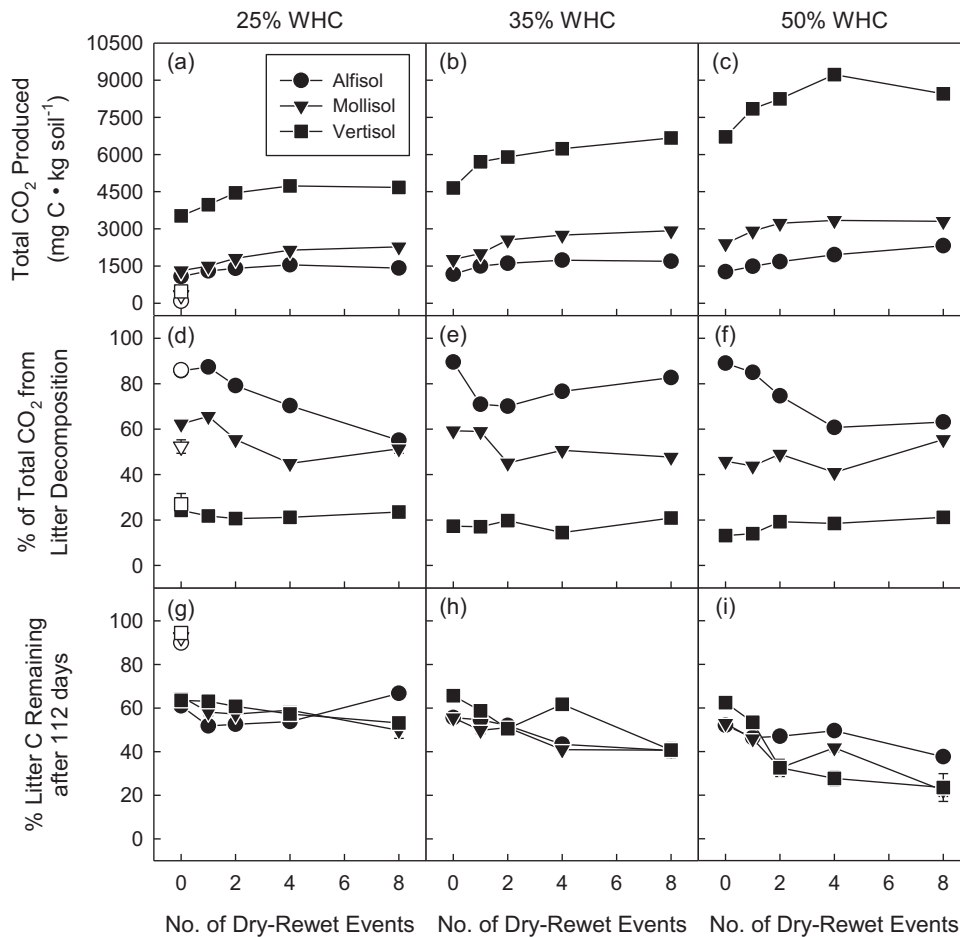 25% WHC
35% WHC
50% WHC
Total CO2 Produced
(mg C • kg soil⁻¹)
10500
9000
7500
6000
4500
3000
1500
0
(a)
Alfisol
Mollisol
Vertisol
(b)
(c)
% of Total CO2 from
Litter Decomposition
100
80
60
40
20
0
(d)
(e)
(f)
% Litter C Remaining
after 1112 days
100
80
60
40
20
0
(g)
(h)
(i)
0 2 4 6 8
0 2 4 6 8
0 2 4 6 8
No. of Dry-Rewet Events
No. of Dry-Rewet Events
No. of Dry-Rewet Events